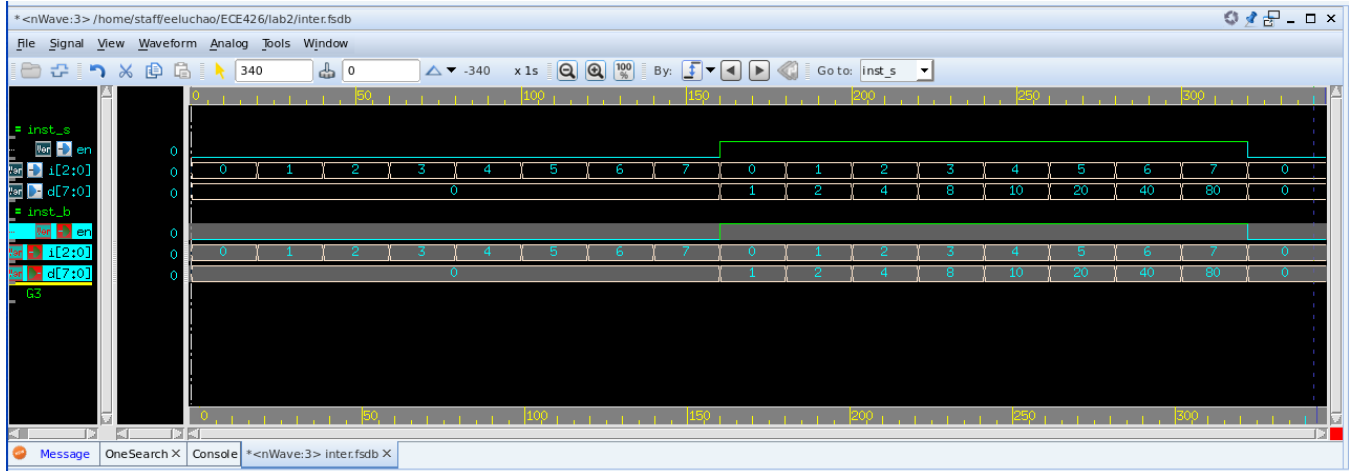 *<nWave:3> /home/staff/eeluchao/ECE426/lab2/inter.fsdb
File Signal View Waveform Analog Tools Window
340 0 -340 x 1s 100 % By: Go to: inst_s
0 50 100 150 200 250 300
= inst_s
en 0
i[2:0] 0 0 1 2 3 4 5 6 7 0 1 2 3 4 5 6 7 0
d[7:0] 0 0 1 2 4 8 10 20 40 80 0
= inst_b
en 0
i[2:0] 0 0 1 2 3 4 5 6 7 0 1 2 3 4 5 6 7 0
d[7:0] 0 0 1 2 4 8 10 20 40 80 0
G3
0 50 100 150 200 250 300
Message OneSearch × Console *<nWave:3> inter.fsdb ×